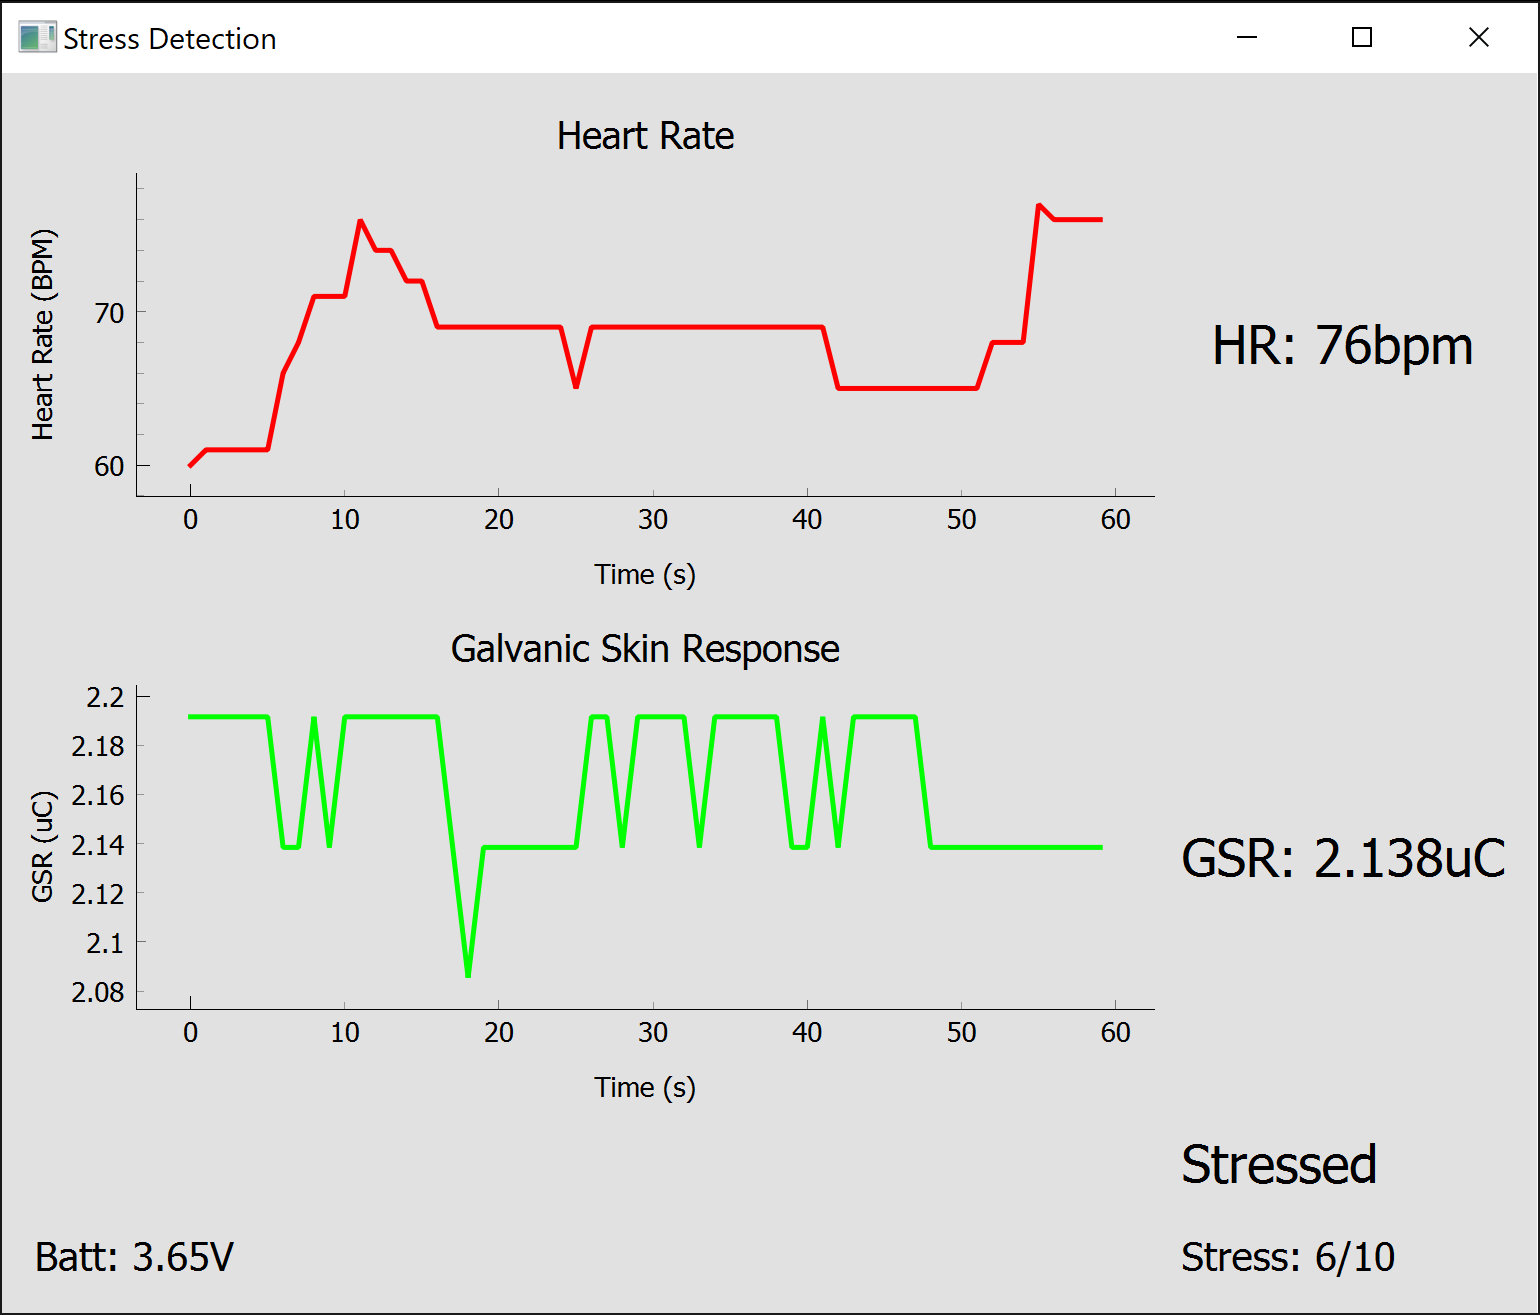 Stress Detection
Heart Rate
Heart Rate (BPM)
70
60
0 10 20 30 40 50 60
Time (s)
HR: 76bpm
Galvanic Skin Response
GSR (uC)
2.2
2.18
2.16
2.14
2.12
2.1
2.08
0 10 20 30 40 50 60
Time (s)
GSR: 2.138uC
Stressed
Batt: 3.65V
Stress: 6/10